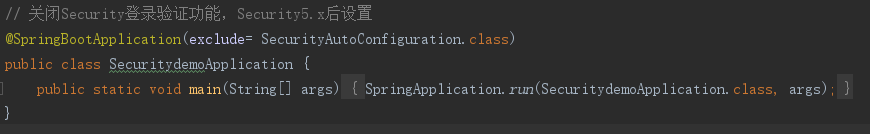 // 关闭Security登录验证功能，Security5.x后设置
@SpringBootApplication(exclude= SecurityAutoConfiguration.class)
public class SecuritydemoApplication {
public static void main(String[] args) { SpringApplication.run(SecuritydemoApplication.class, args); }
}